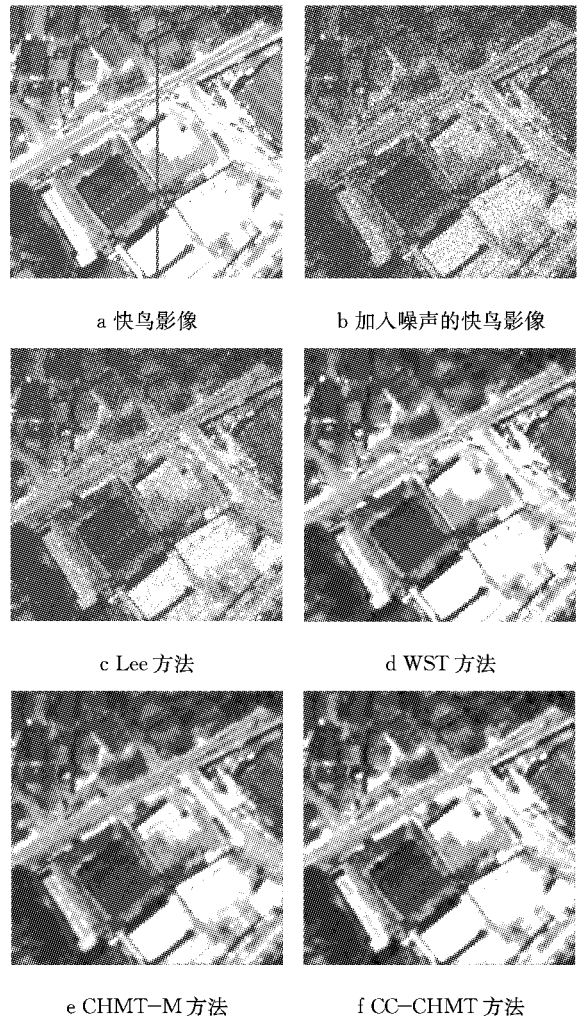 a 快鸟影像
b 加入噪声的快鸟影像
c Lee 方法
d WST 方法
e CHMT-M 方法
f CC-CHMT 方法